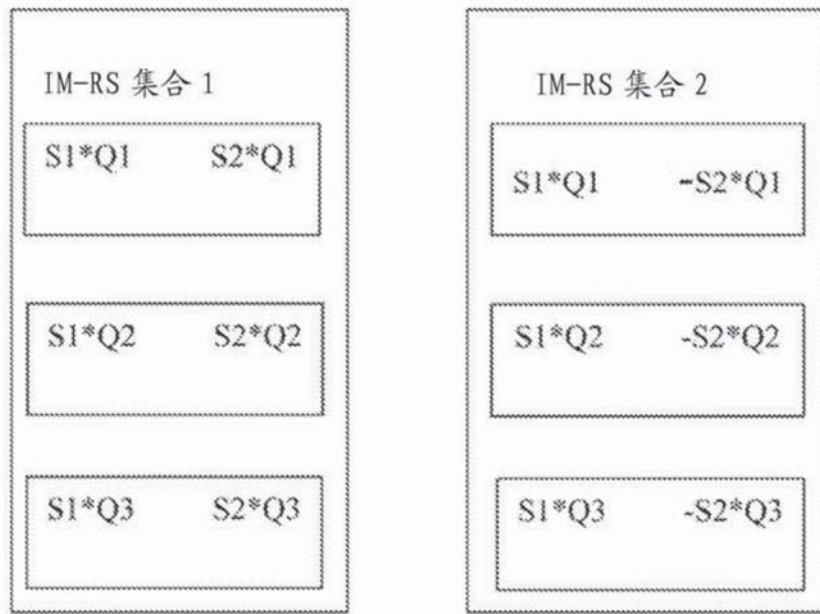 IM-RS 集合 1
S1*Q1 S2*Q1
S1*Q2 S2*Q2
S1*Q3 S2*Q3
IM-RS 集合 2
S1*Q1 -S2*Q1
S1*Q2 -S2*Q2
S1*Q3 -S2*Q3